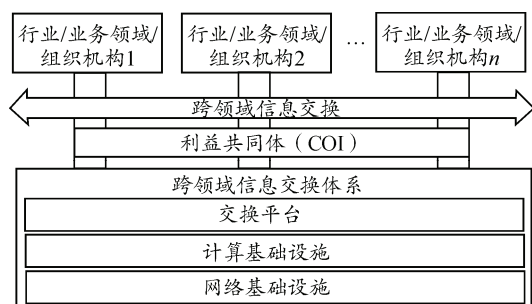 行业/业务领域/
组织机构1
行业/业务领域/
组织机构2
…
行业/业务领域/
组织机构n
跨领域信息交换
利益共同体（COI）
跨领域信息交换体系
交换平台
计算基础设施
网络基础设施